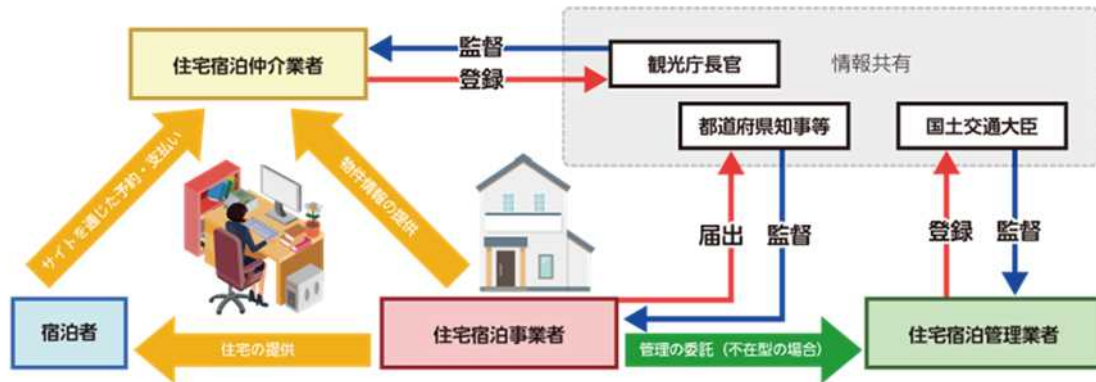 住宅宿泊仲介業者
監督
登録
観光庁長官
情報共有
都道府県知事等
国土交通大臣
サイトを通じた予約・支払い
物件情報の提供
届出
監督
登録
監督
宿泊者
住宅の提供
住宅宿泊事業者
管理の委託（不在型の場合）
住宅宿泊管理業者